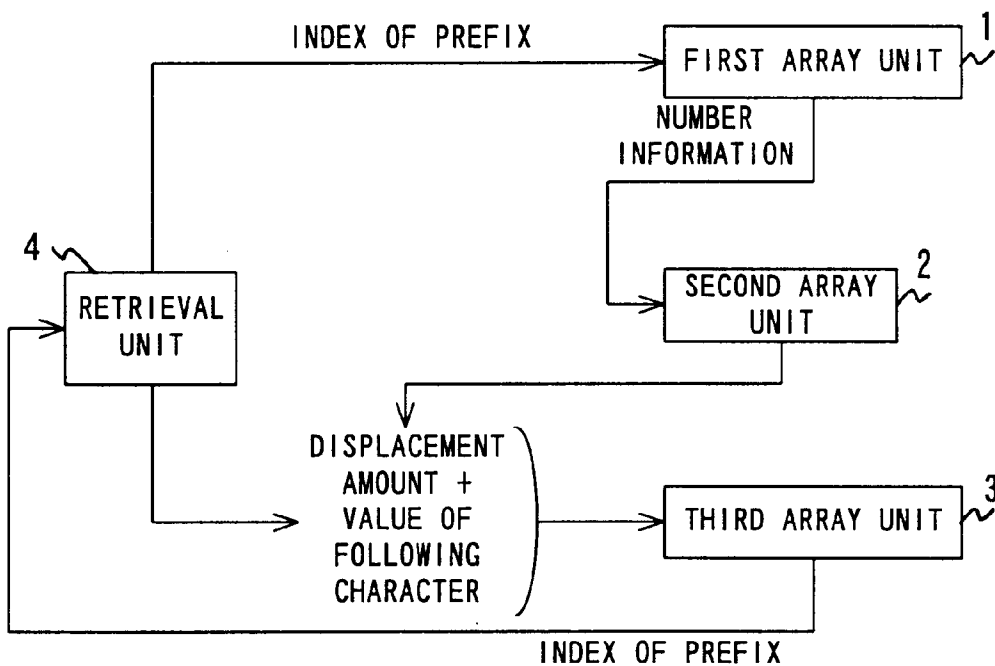 INDEX OF PREFIX
1
FIRST ARRAY UNIT
NUMBER
INFORMATION
4
RETRIEVAL
UNIT
2
SECOND ARRAY
UNIT
DISPLACEMENT
AMOUNT +
VALUE OF
FOLLOWING
CHARACTER
3
THIRD ARRAY UNIT
INDEX OF PREFIX